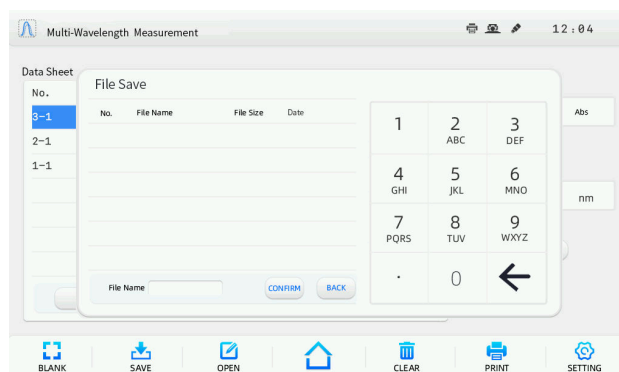 Multi-Wavelength Measurement
12:04
Data Sheet
No.
3-1
2-1
1-1
Abs
nm
File Save
No. File Name File Size Date
File Name
CONFIRM
BACK
1
2
ABC
3
DEF
4
GHI
5
JKL
6
MNO
7
PQRS
8
TUV
9
WXYZ
.
0
BLANK
SAVE
OPEN
CLEAR
PRINT
SETTING